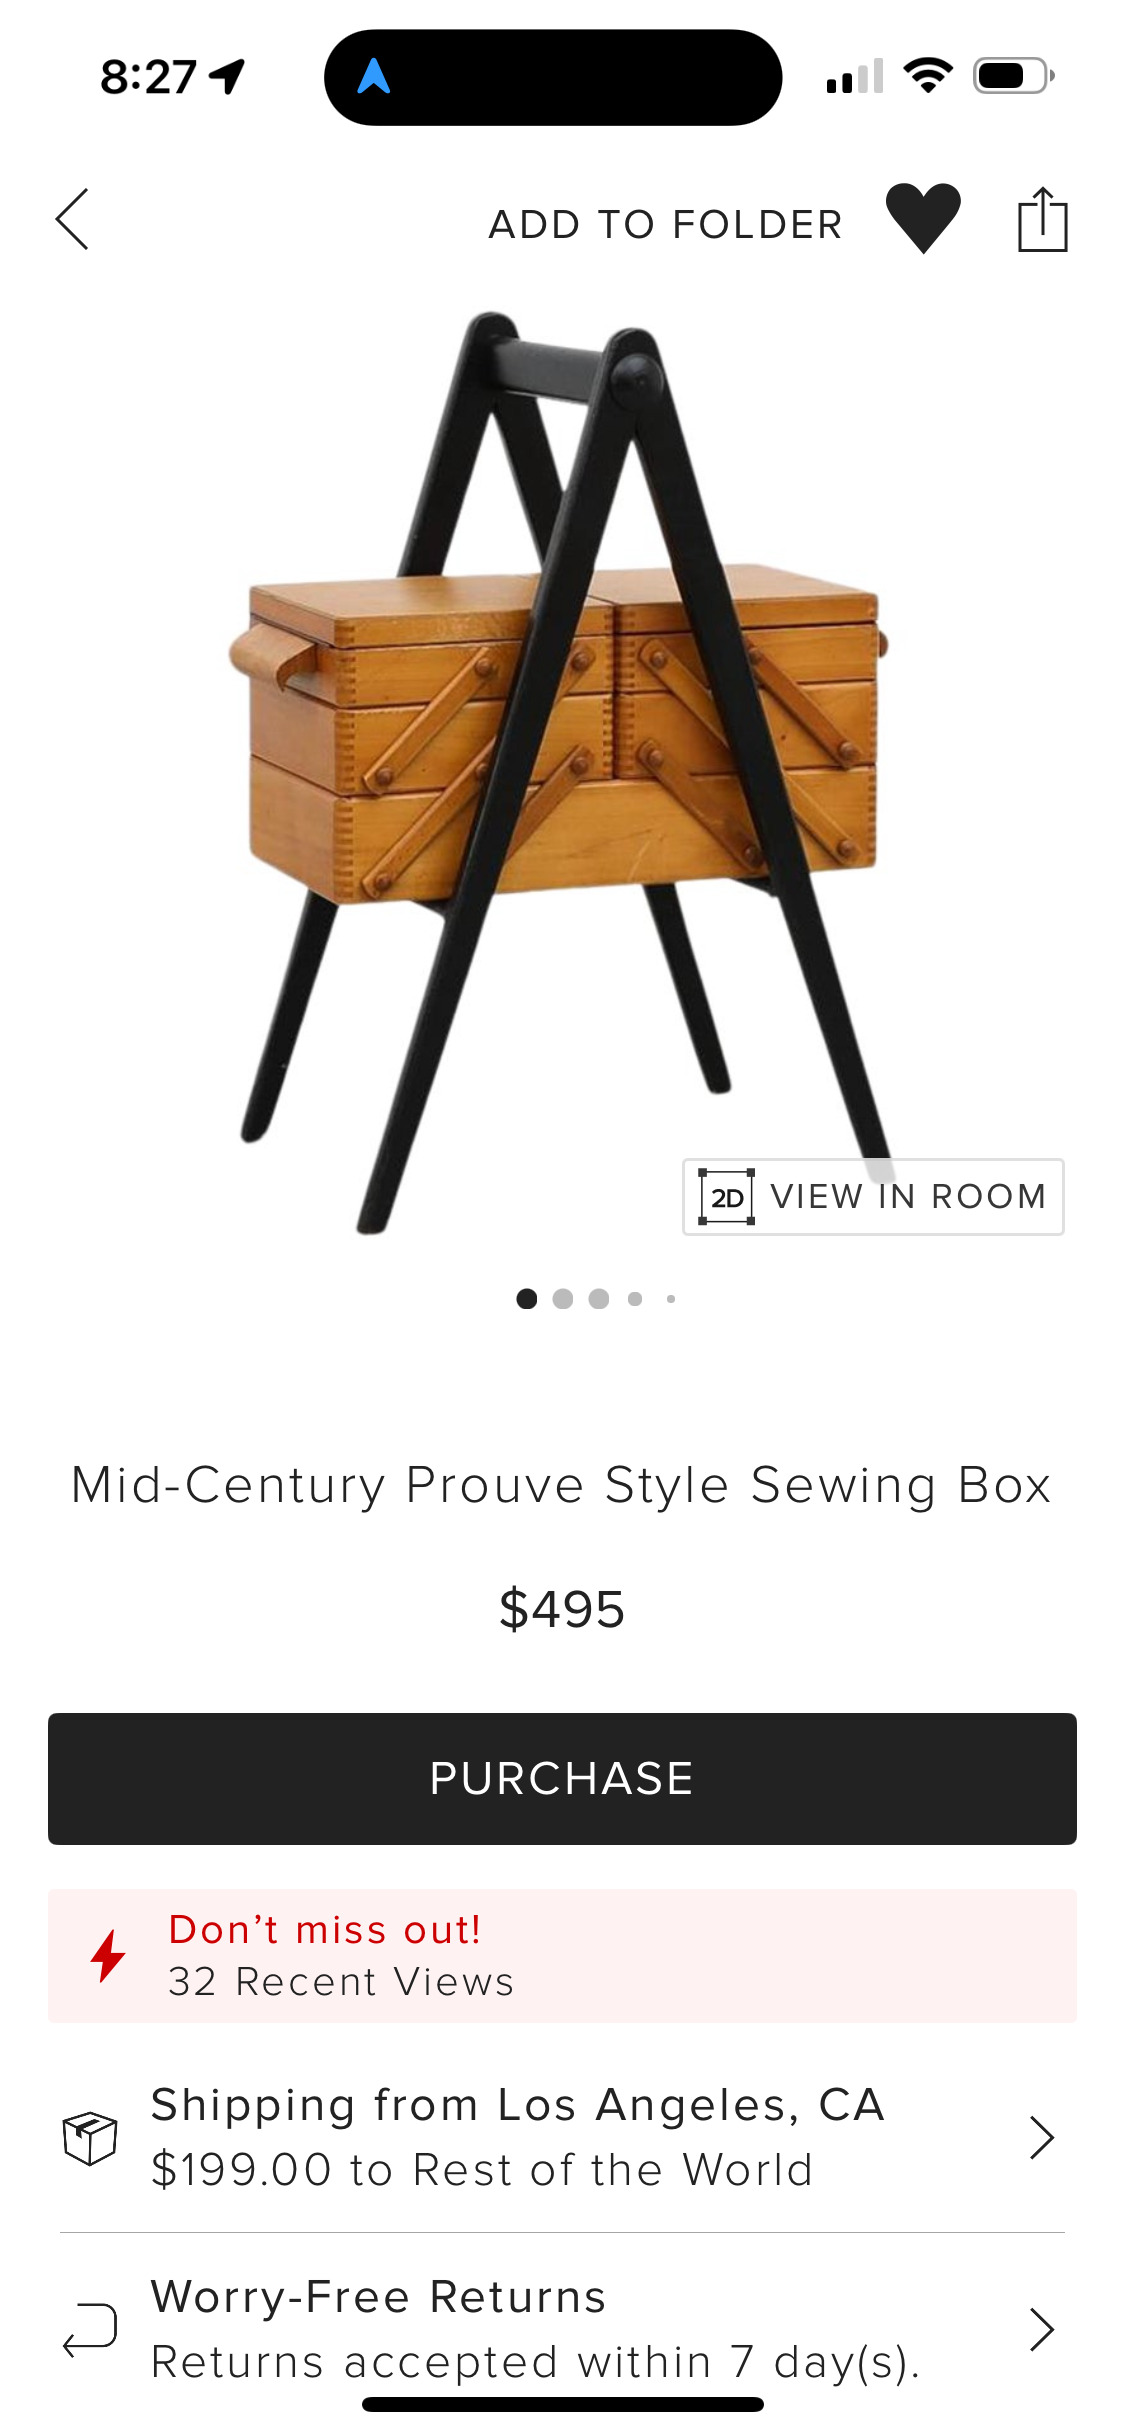 8:27
ADD TO FOLDER
2D VIEW IN ROOM
Mid-Century Prouve Style Sewing Box
$495
PURCHASE
Don’t miss out!
32 Recent Views
Shipping from Los Angeles, CA
$199.00 to Rest of the World
Worry-Free Returns
Returns accepted within 7 day(s).